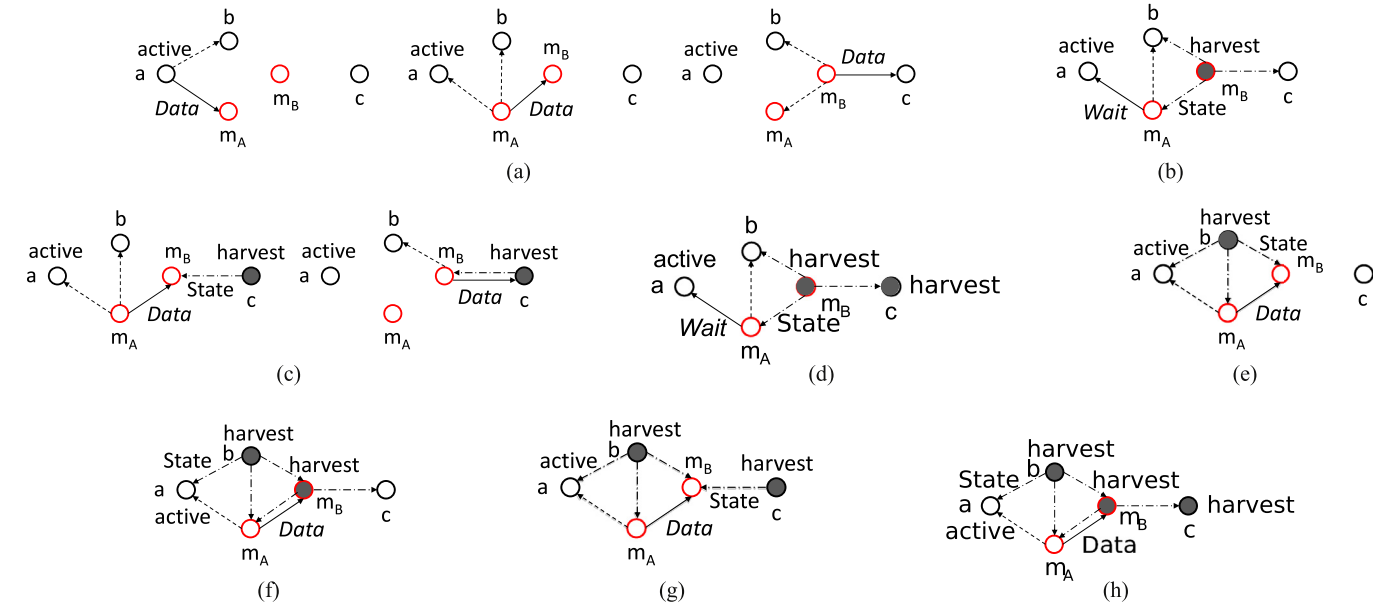 b
active
a
Data
m_A
m_B
c
b
active
a
m_B
Data
m_A
c
b
active
a
Data
m_B
c
m_A
(a)
b
active
a
harvest
m_B
c
Wait
State
m_A
(b)
b
active
a
m_B
harvest
State
c
Data
m_A
b
active
a
m_B
harvest
Data
c
m_A
(c)
b
active
a
harvest
m_B
c
harvest
Wait
State
m_A
(d)
harvest
b
active
a
State
m_B
c
Data
m_A
(e)
harvest
b
State
harvest
a
m_B
c
active
Data
m_A
(f)
harvest
b
active
a
m_B
harvest
State
c
Data
m_A
(g)
harvest
b
State
harvest
a
m_B
c
harvest
active
Data
m_A
(h)